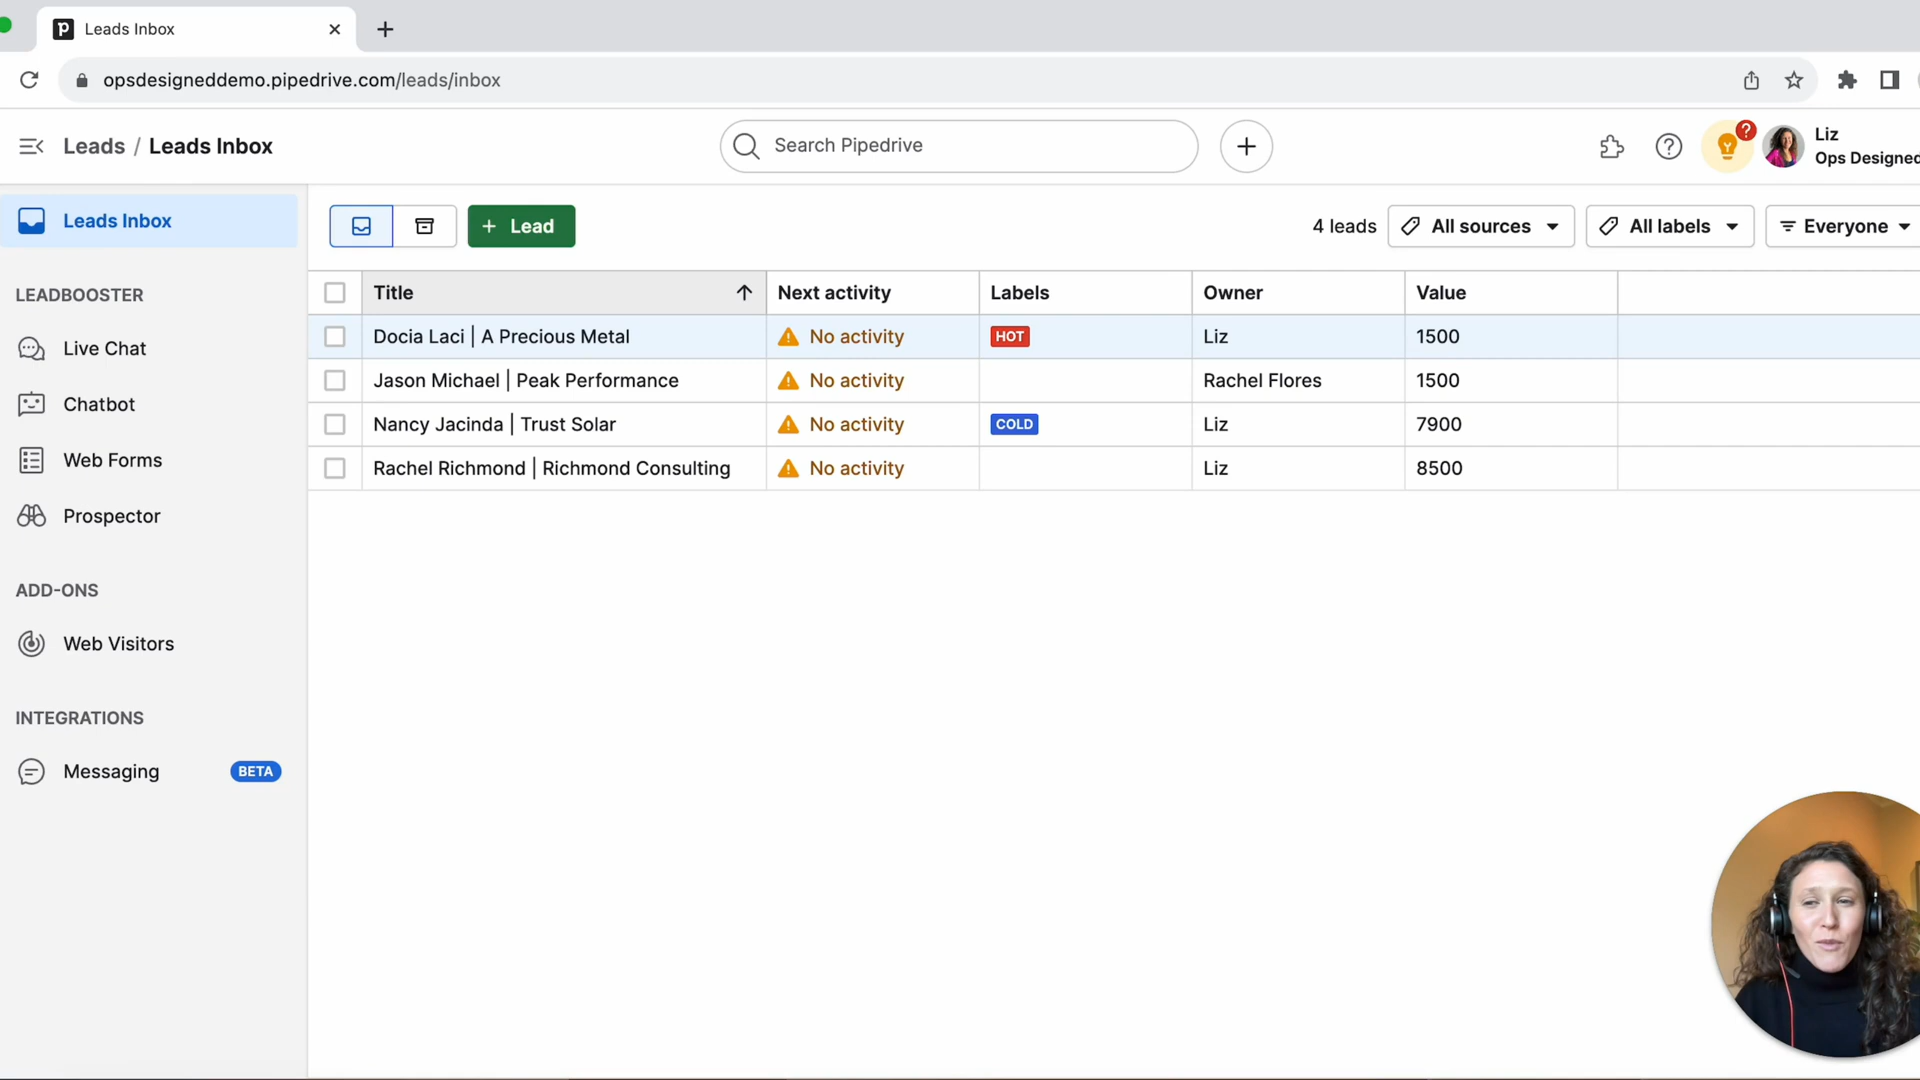 Leads Inbox
opsdesigneddemo.pipedrive.com/leads/inbox
Leads / Leads Inbox
Search Pipedrive
?
Liz
Ops Designed
Leads Inbox
LEADBOOSTER
Live Chat
Chatbot
Web Forms
Prospector
ADD-ONS
Web Visitors
INTEGRATIONS
Messaging BETA
+ Lead
4 leads
All sources
All labels
Everyone
Title Next activity Labels Owner Value
Docia Laci | A Precious Metal No activity HOT Liz 1500
Jason Michael | Peak Performance No activity Rachel Flores 1500
Nancy Jacinda | Trust Solar No activity COLD Liz 7900
Rachel Richmond | Richmond Consulting No activity Liz 8500